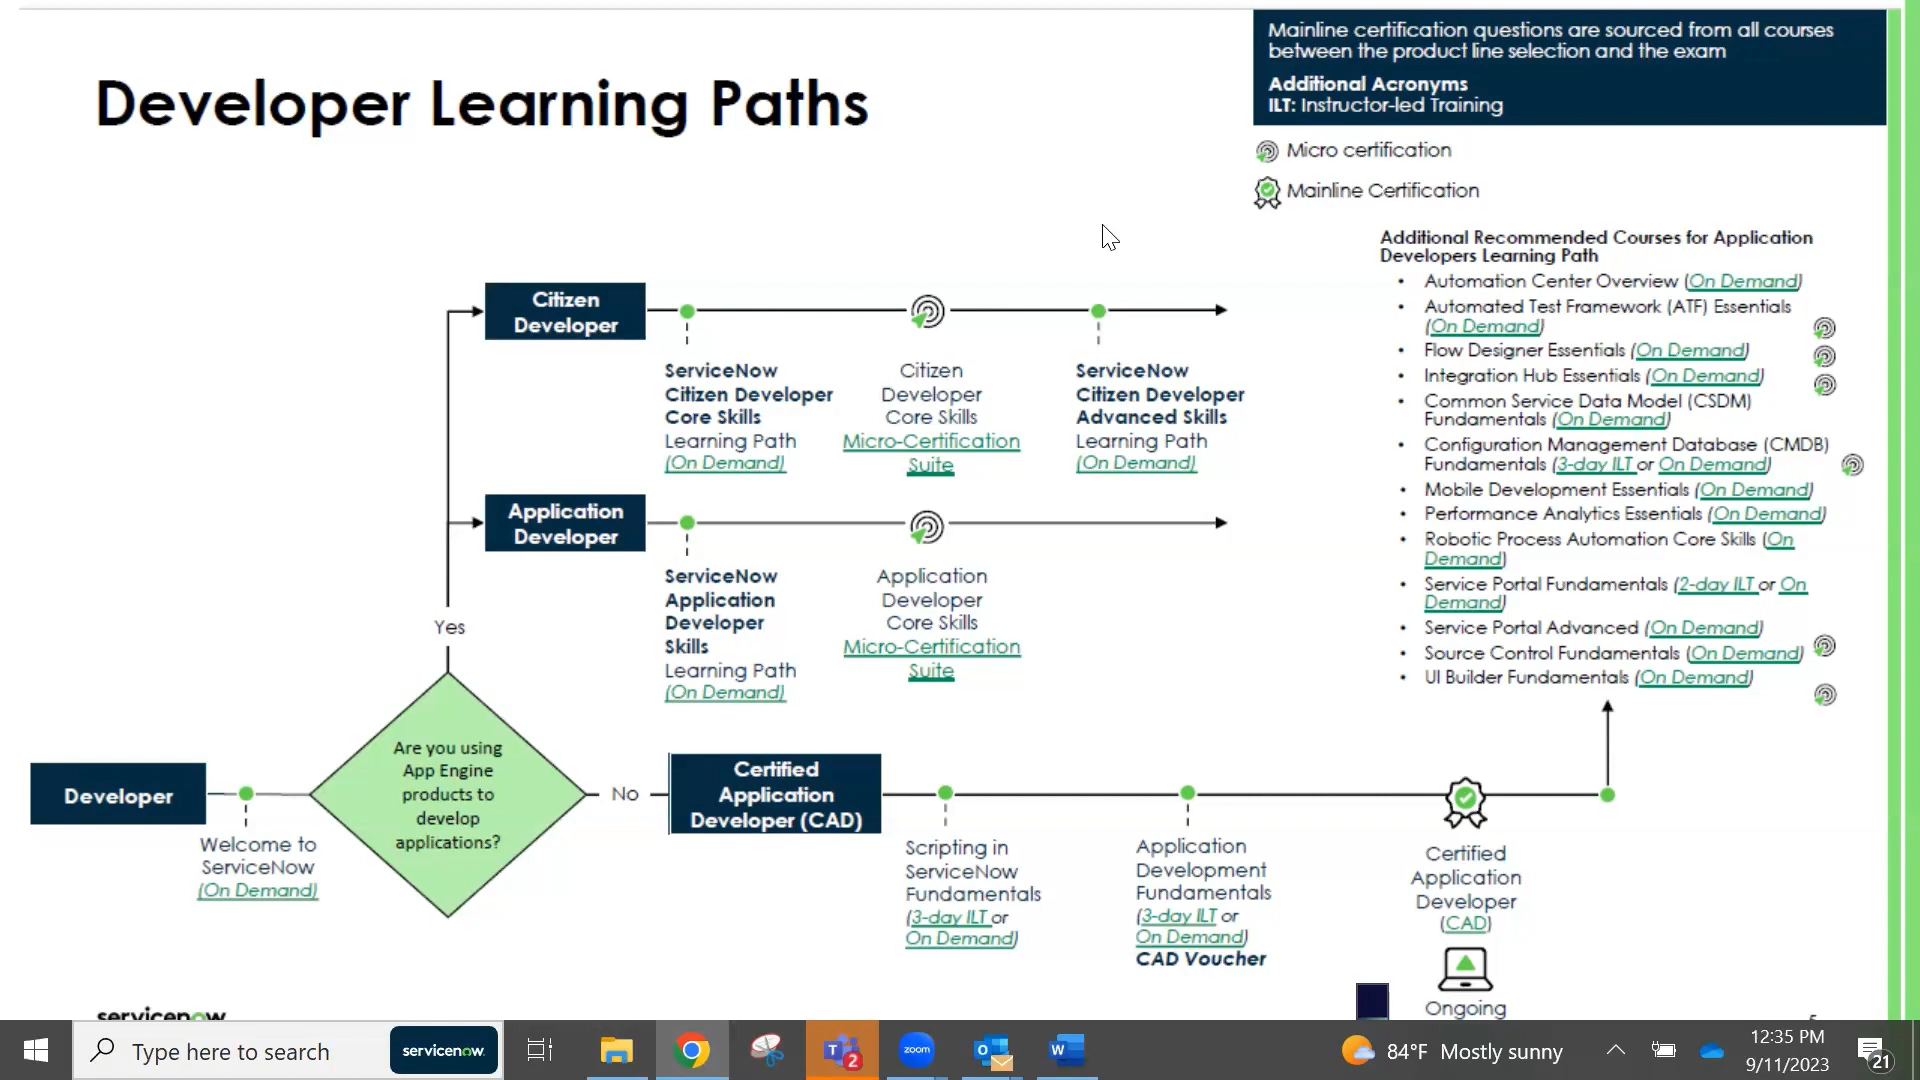 Mainline certification questions are sourced from all courses
between the product line selection and the exam
Additional Acronyms
ILT: Instructor-led Training
Developer Learning Paths
Micro certification
Mainline Certification
Additional Recommended Courses for Application
Developers Learning Path
• Automation Center Overview (On Demand)
• Automated Test Framework (ATF) Essentials
(On Demand)
• Flow Designer Essentials (On Demand)
• Integration Hub Essentials (On Demand)
• Common Service Data Model (CSDM)
Fundamentals (On Demand)
• Configuration Management Database (CMDB)
Fundamentals (3-day ILT or On Demand)
• Mobile Development Essentials (On Demand)
• Performance Analytics Essentials (On Demand)
• Robotic Process Automation Core Skills (On
Demand)
• Service Portal Fundamentals (2-day ILT or On
Demand)
• Service Portal Advanced (On Demand)
• Source Control Fundamentals (On Demand)
• UI Builder Fundamentals (On Demand)
Citizen
Developer
ServiceNow
Citizen Developer
Core Skills
Learning Path
(On Demand)
Citizen
Developer
Core Skills
Micro-Certification
Suite
ServiceNow
Citizen Developer
Advanced Skills
Learning Path
(On Demand)
Application
Developer
ServiceNow
Application
Developer
Skills
Learning Path
(On Demand)
Application
Developer
Core Skills
Micro-Certification
Suite
Yes
Developer
Welcome to
ServiceNow
(On Demand)
Are you using
App Engine
products to
develop
applications?
No
Certified
Application
Developer (CAD)
Scripting in
ServiceNow
Fundamentals
(3-day ILT or
On Demand)
Application
Development
Fundamentals
(3-day ILT or
On Demand)
CAD Voucher
Certified
Application
Developer
(CAD)
Ongoing
servicenow
5
Type here to search
servicenow.
T
2
zoom
O
W
84°F Mostly sunny
12:35 PM
9/11/2023
21